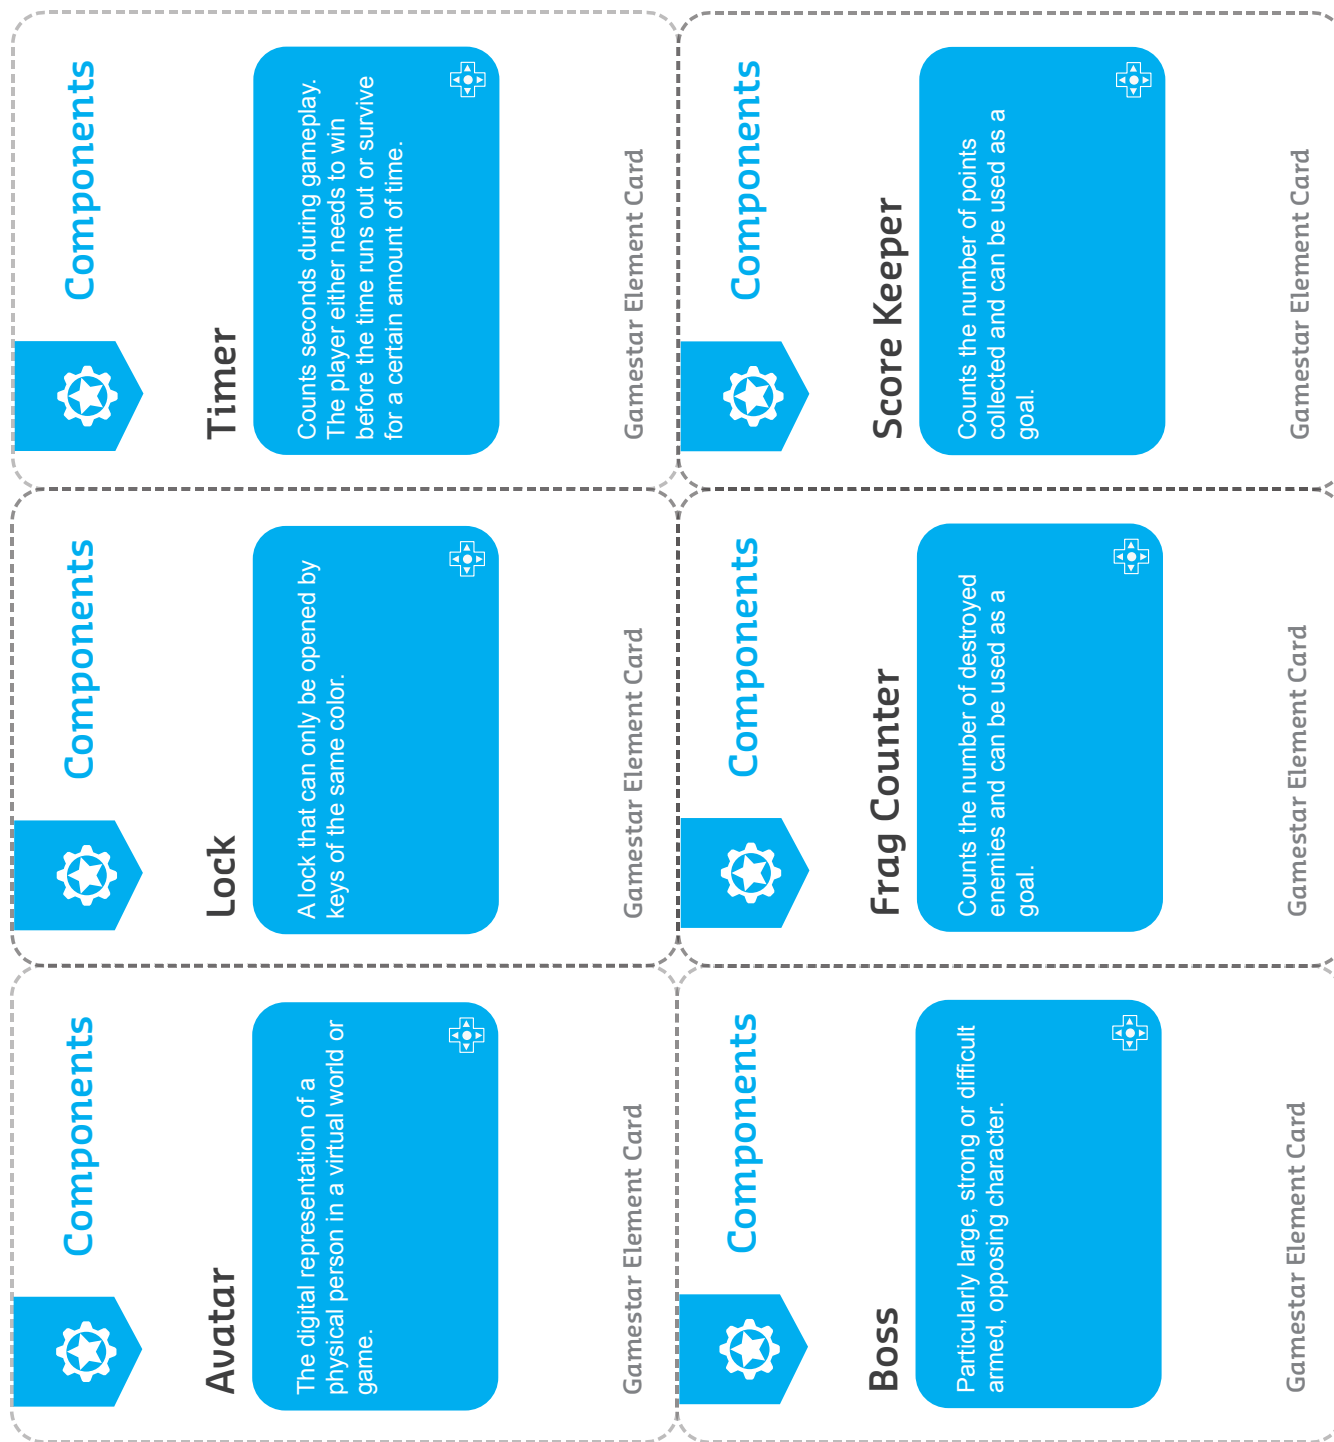 Components
Avatar
The digital representation of a
physical person in a virtual world or
game.
Gamestar Element Card
Components
Lock
A lock that can only be opened by
keys of the same color.
Gamestar Element Card
Components
Timer
Counts seconds during gameplay.
The player either needs to win
before the time runs out or survive
for a certain amount of time.
Gamestar Element Card
Components
Boss
Particularly large, strong or difficult
armed, opposing character.
Gamestar Element Card
Components
Frag Counter
Counts the number of destroyed
enemies and can be used as a
goal.
Gamestar Element Card
Components
Score Keeper
Counts the number of points
collected and can be used as a
goal.
Gamestar Element Card